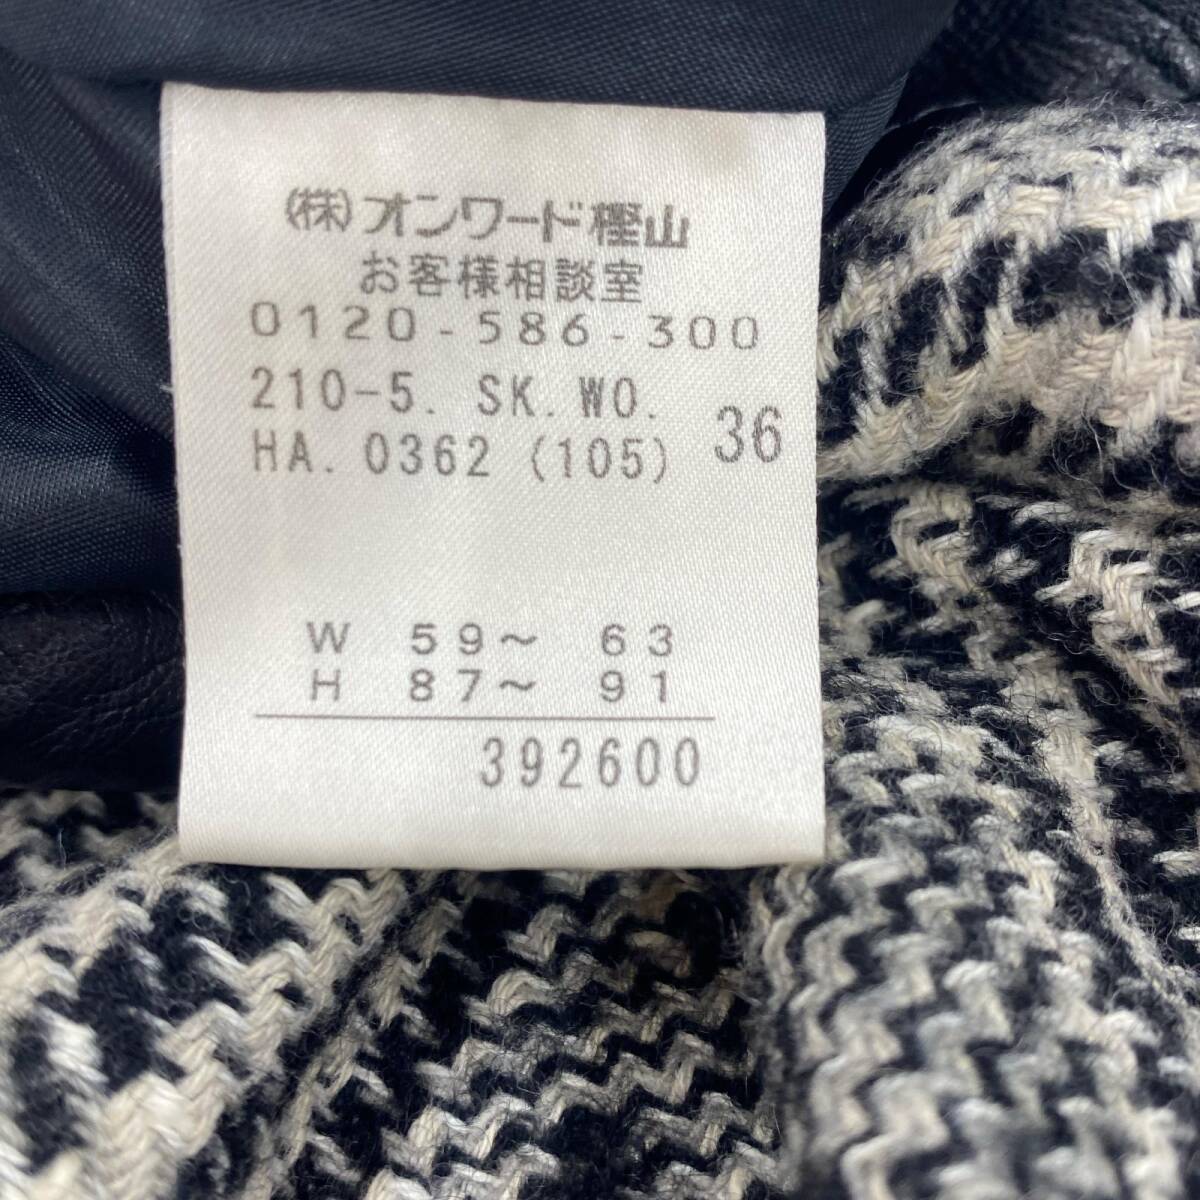 (株)オンワード樫山
お客様相談室
0120-586-300
210-5. SK.WO.
HA. 0362 (105) 36
W 59～ 63
H 87～ 91
392600